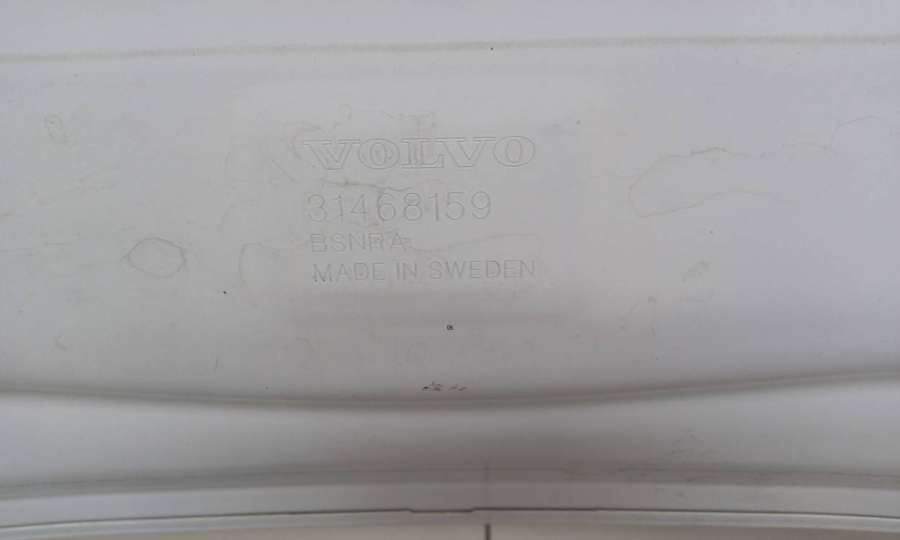 VOLVO
31468159
BSNRA
MADE IN SWEDEN